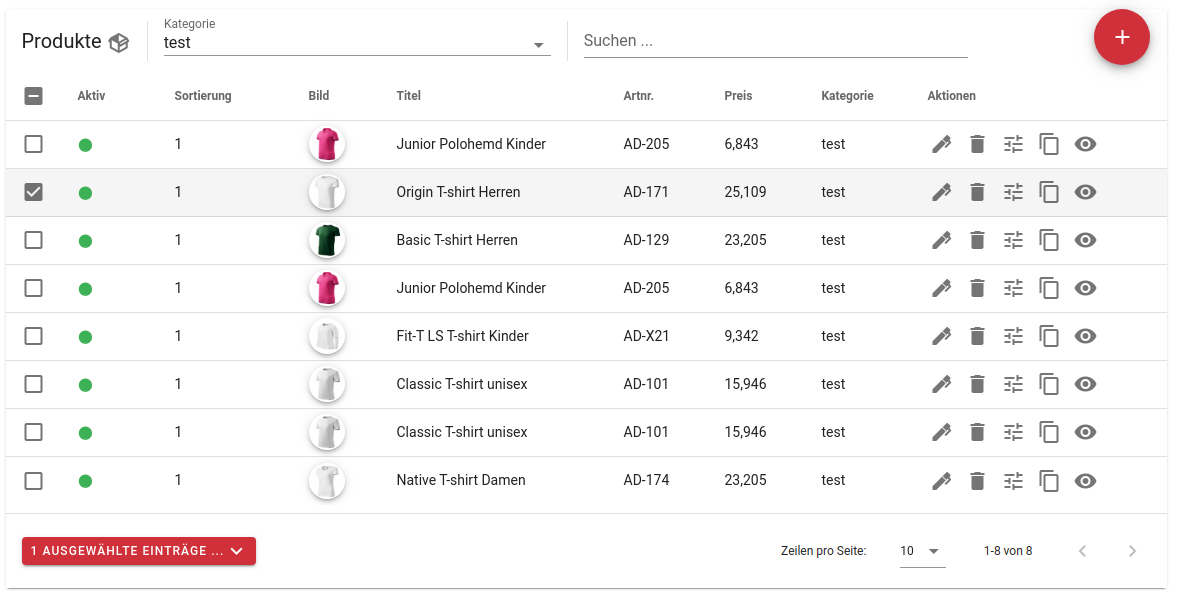 Produkte
Kategorie
test
Suchen ...
Aktiv Sortierung Bild Titel Artnr. Preis Kategorie Aktionen
1 Junior Polohemd Kinder AD-205 6,843 test
1 Origin T-shirt Herren AD-171 25,109 test
1 Basic T-shirt Herren AD-129 23,205 test
1 Junior Polohemd Kinder AD-205 6,843 test
1 Fit-T LS T-shirt Kinder AD-X21 9,342 test
1 Classic T-shirt unisex AD-101 15,946 test
1 Classic T-shirt unisex AD-101 15,946 test
1 Native T-shirt Damen AD-174 23,205 test
1 AUSGEWÄHLTE EINTRÄGE ... Zeilen pro Seite: 10 1-8 von 8